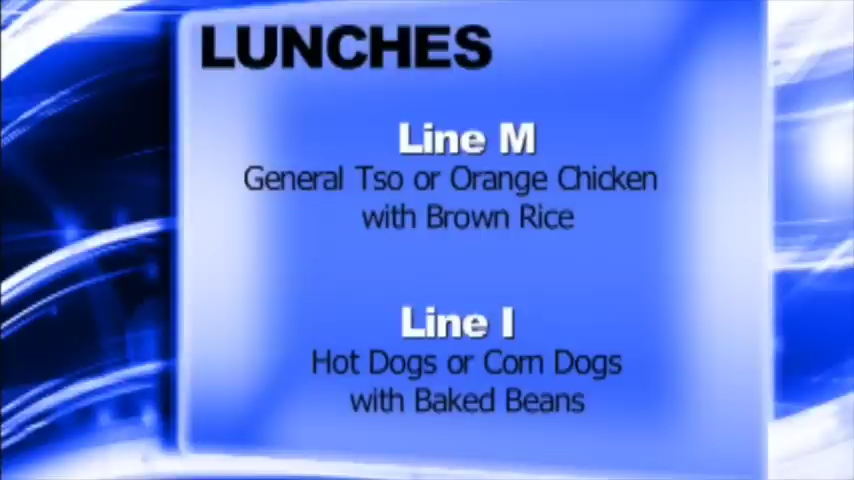 LUNCHES
Line M
General Tso or Orange Chicken
with Brown Rice
Line I
Hot Dogs or Corn Dogs
with Baked Beans